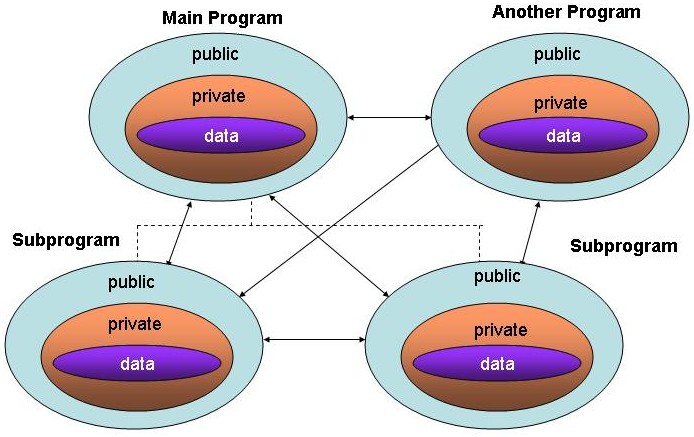 Main Program
Another Program
public
private
data
public
private
data
Subprogram
Subprogram
public
private
data
public
private
data